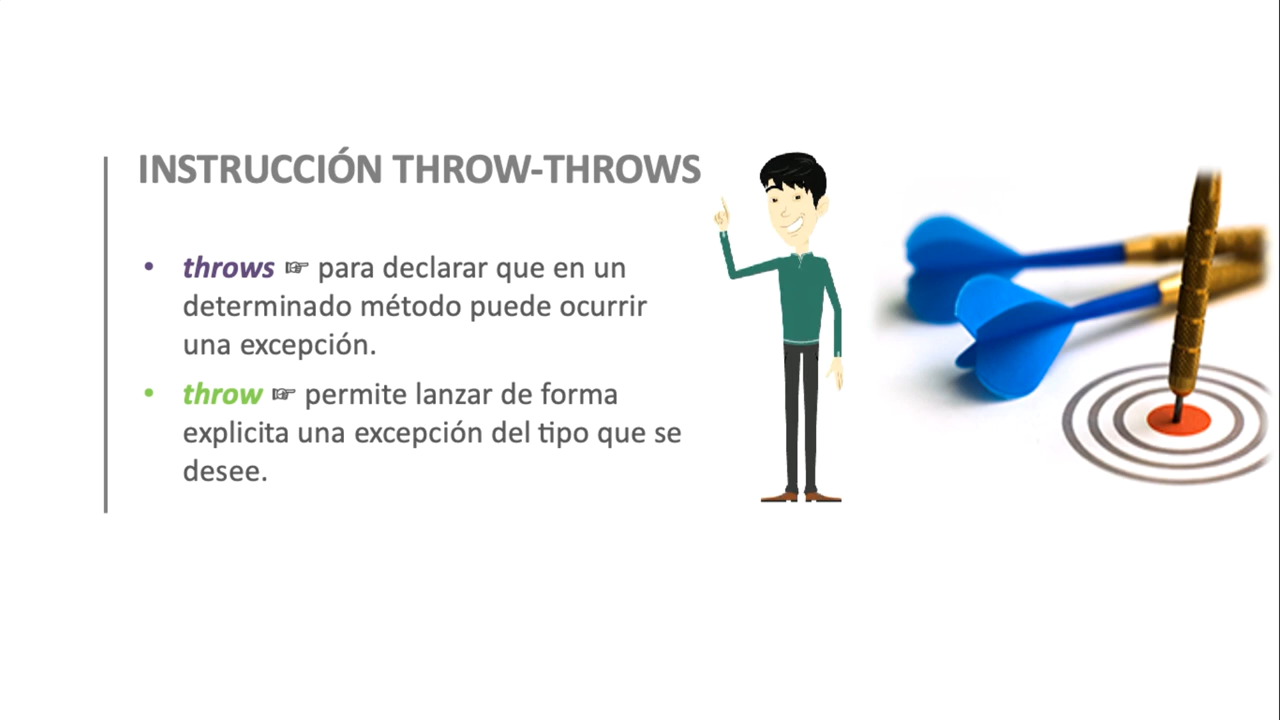 INSTRUCCIÓN THROW-THROWS
• throws ☞ para declarar que en un
determinado método puede ocurrir
una excepción.
• throw ☞ permite lanzar de forma
explicita una excepción del tipo que se
desee.